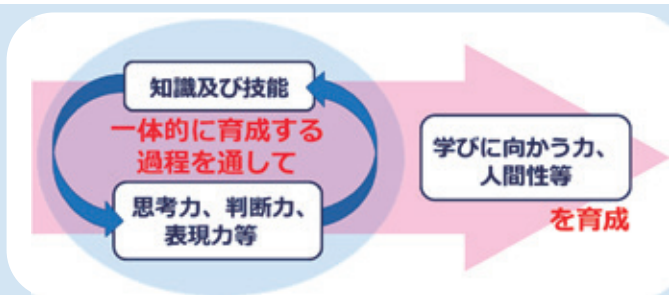 知識及び技能
一体的に育成する
過程を通して
思考力、判断力、
表現力等
学びに向かう力、
人間性等
を育成